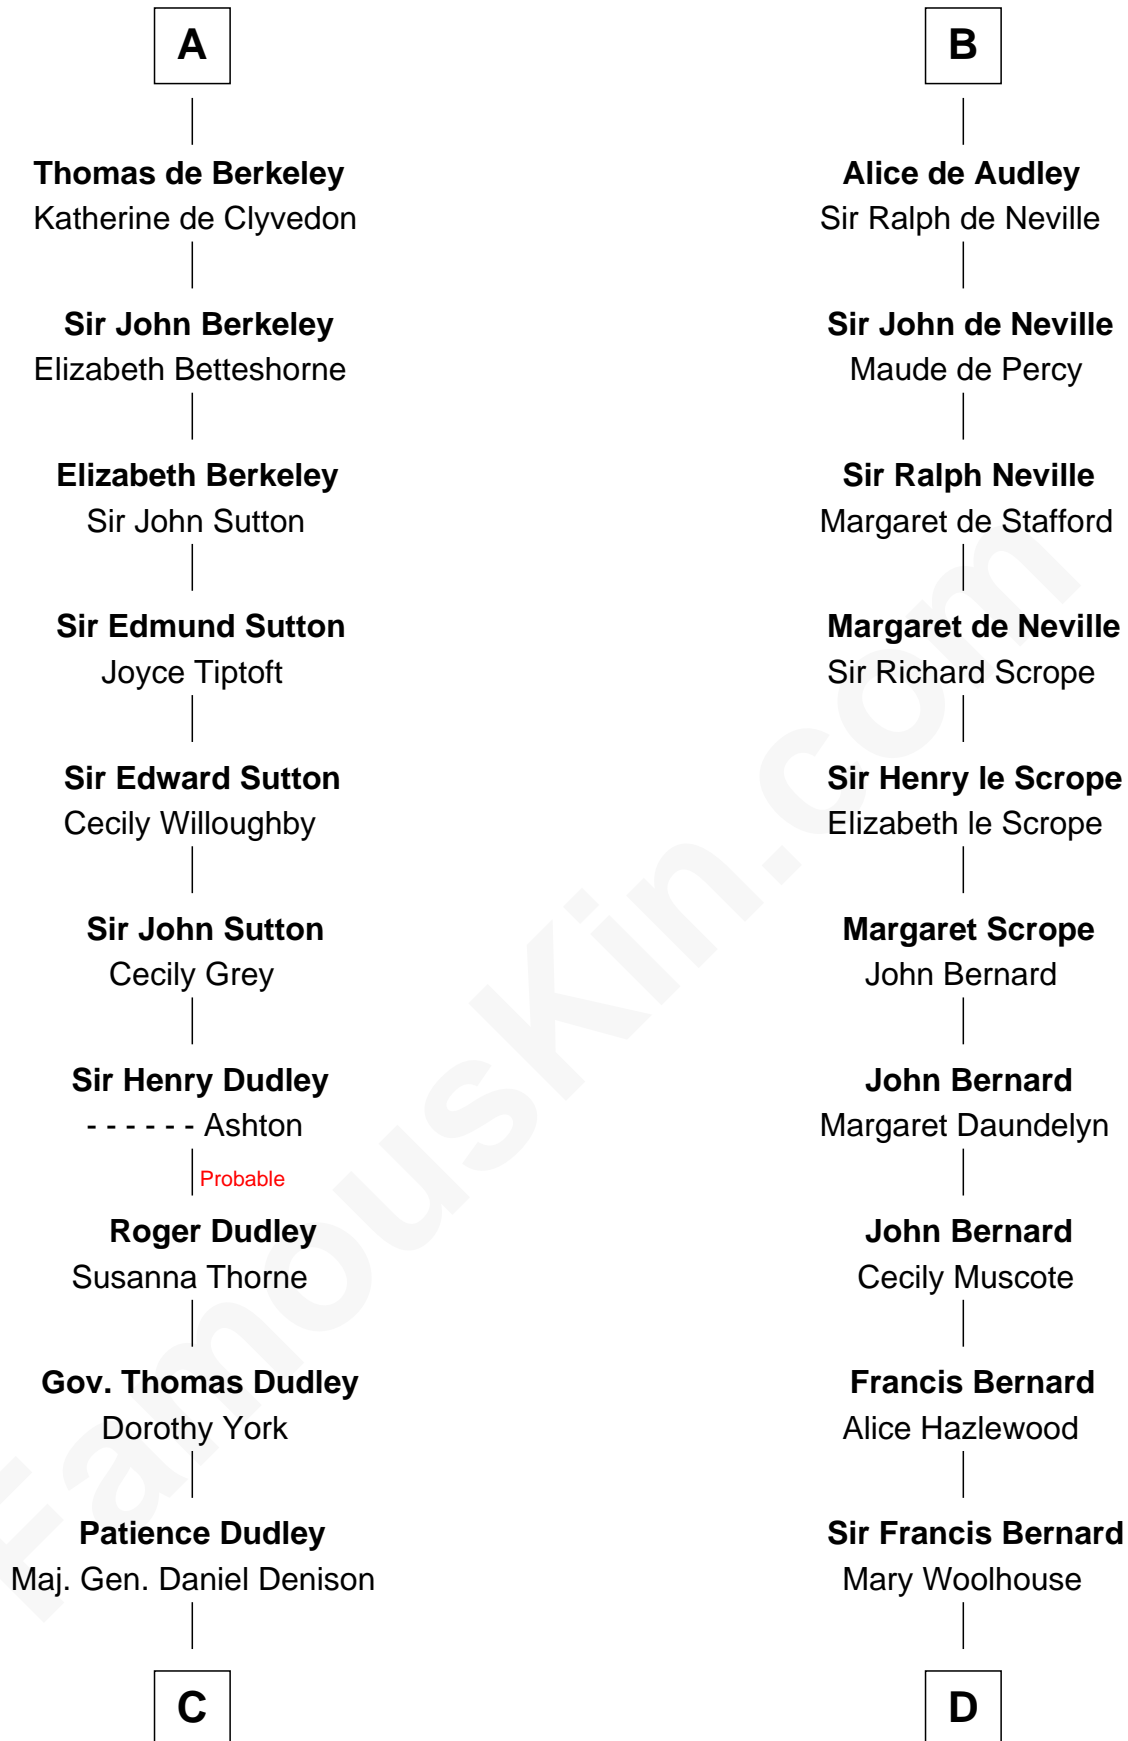 A
Thomas de Berkeley
Katherine de Clyvedon
Sir John Berkeley
Elizabeth Betteshorne
Elizabeth Berkeley
Sir John Sutton
Sir Edmund Sutton
Joyce Tiptoft
Sir Edward Sutton
Cecily Willoughby
Sir John Sutton
Cecily Grey
Sir Henry Dudley
- - - - - - Ashton
Probable
Roger Dudley
Susanna Thorne
Gov. Thomas Dudley
Dorothy York
Patience Dudley
Maj. Gen. Daniel Denison
C
B
Alice de Audley
Sir Ralph de Neville
Sir John de Neville
Maude de Percy
Sir Ralph Neville
Margaret de Stafford
Margaret de Neville
Sir Richard Scrope
Sir Henry le Scrope
Elizabeth le Scrope
Margaret Scrope
John Bernard
John Bernard
Margaret Daundelyn
John Bernard
Cecily Muscote
Francis Bernard
Alice Hazlewood
Sir Francis Bernard
Mary Woolhouse
D
FamousKin.com